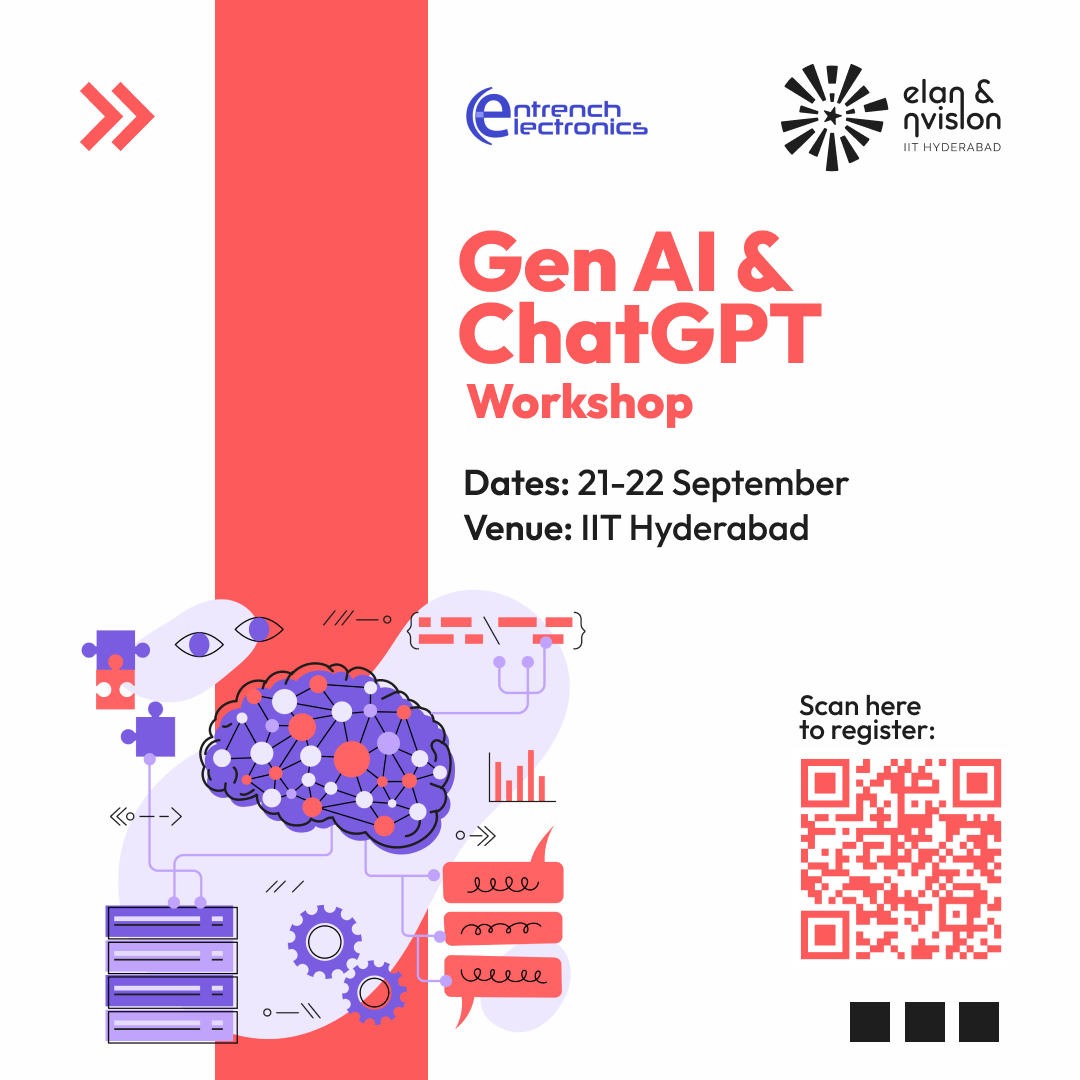 entrench
electronics
elan &
ηvision
IIT HYDERABAD
Gen AI &
ChatGPT
Workshop
Dates: 21-22 September
Venue: IIT Hyderabad
Scan here
to register: